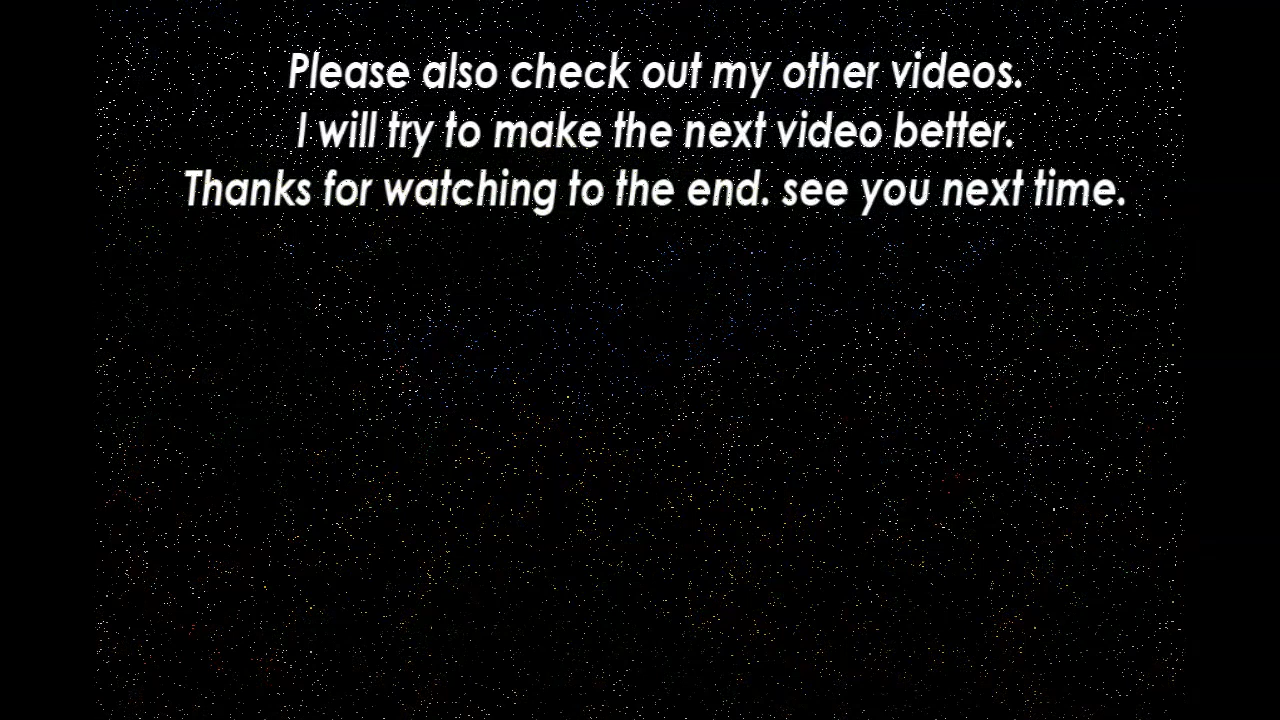 Please also check out my other videos.
I will try to make the next video better.
Thanks for watching to the end. see you next time.